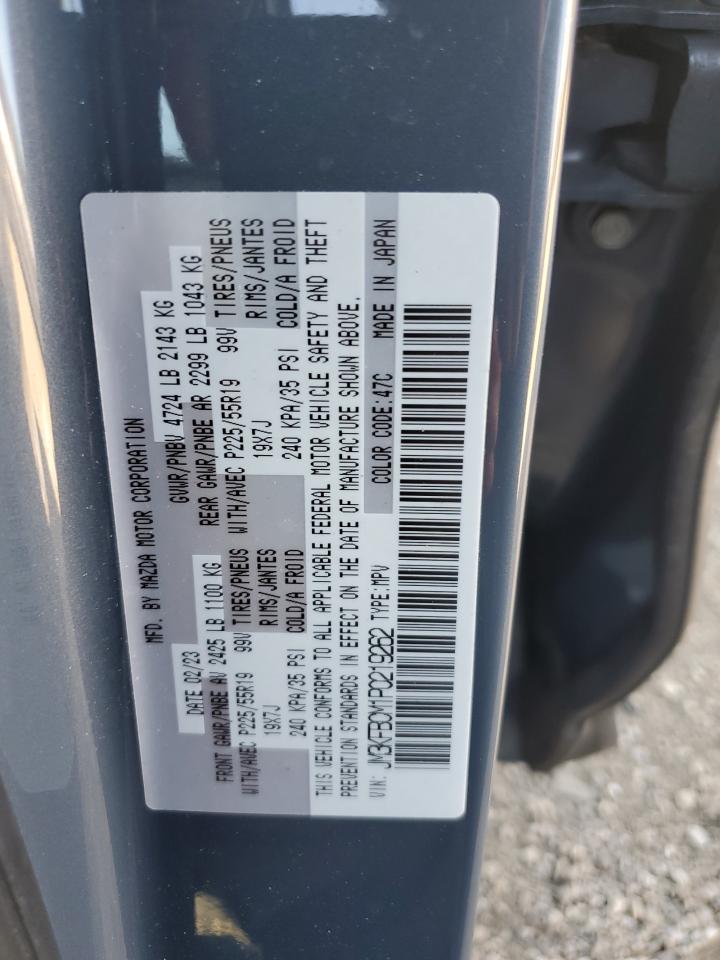 MFD. BY MAZDA MOTOR CORPORATION
DATE 02/23 GVWR/PNBV 4724 LB 2143 KG
FRONT GAWR/PNBE AV 2425 LB 1100 KG REAR GAWR/PNBE AR 2299 LB 1043 KG
WITH/AVEC P225/55R19 99V TIRES/PNEUS WITH/AVEC P225/55R19 99V TIRES/PNEUS
19X7J RIMS/JANTES 19X7J RIMS/JANTES
240 KPA/35 PSI COLD/A FROID 240 KPA/35 PSI COLD/A FROID
THIS VEHICLE CONFORMS TO ALL APPLICABLE FEDERAL MOTOR VEHICLE SAFETY AND THEFT
PREVENTION STANDARDS IN EFFECT ON THE DATE OF MANUFACTURE SHOWN ABOVE.
VIN: JM3KFBCM1P0219262 TYPE:MPV COLOR CODE:47C MADE IN JAPAN